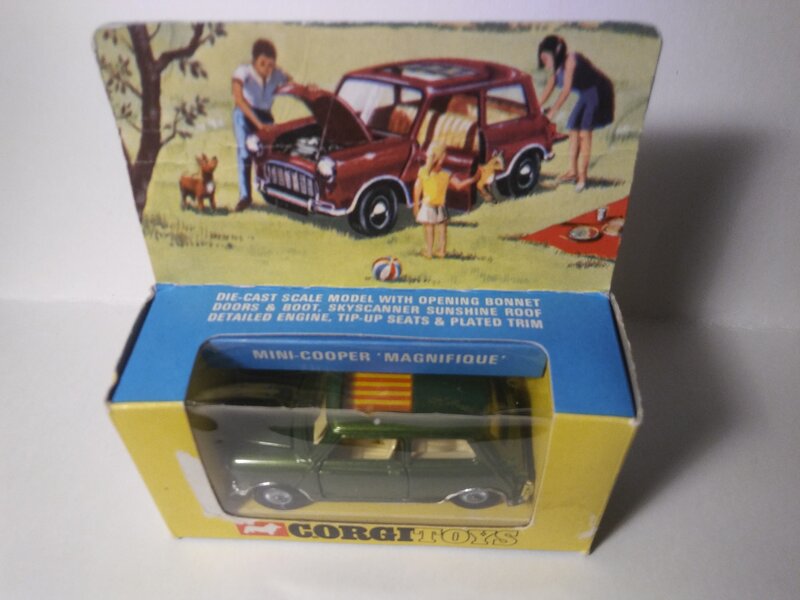 DIE-CAST SCALE MODEL WITH OPENING BONNET
DOORS & BOOT, SKYSCANNER SUNSHINE ROOF
DETAILED ENGINE, TIP-UP SEATS & PLATED TRIM
MINI-COOPER 'MAGNIFIQUE'
CORGI TOYS